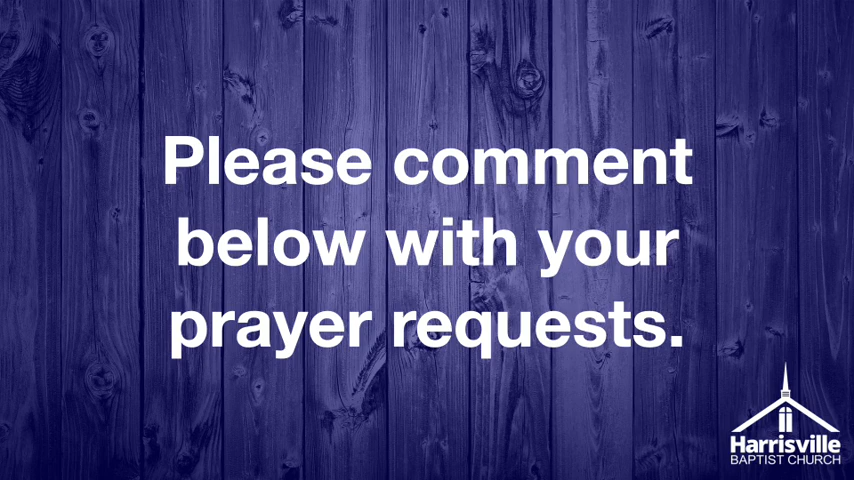 Please comment
below with your
prayer requests.
Harrisville
BAPTIST CHURCH